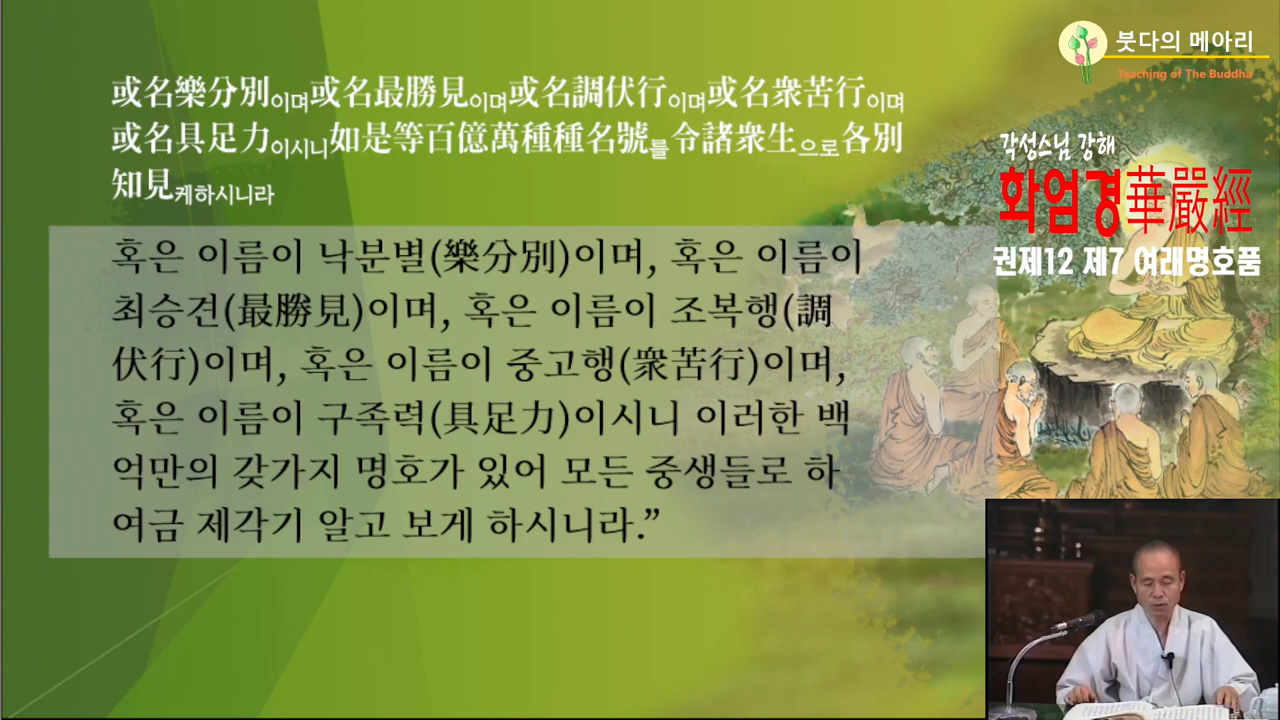 或名樂分別이며或名最勝見이며或名調伏行이며或名衆苦行이며
或名具足力이시니如是等百億萬種種名號를令諸衆生으로各別
知見케하시니라
혹은 이름이 낙분별(樂分別)이며, 혹은 이름이
최승견(最勝見)이며, 혹은 이름이 조복행(調
伏行)이며, 혹은 이름이 중고행(衆苦行)이며,
혹은 이름이 구족력(具足力)이시니 이러한 백
억만의 갖가지 명호가 있어 모든 중생들로 하
여금 제각기 알고 보게 하시니라.”
붓다의 메아리
Teaching of The Buddha
각성스님 강해
화엄경華嚴經
권제12 제7 여래명호품